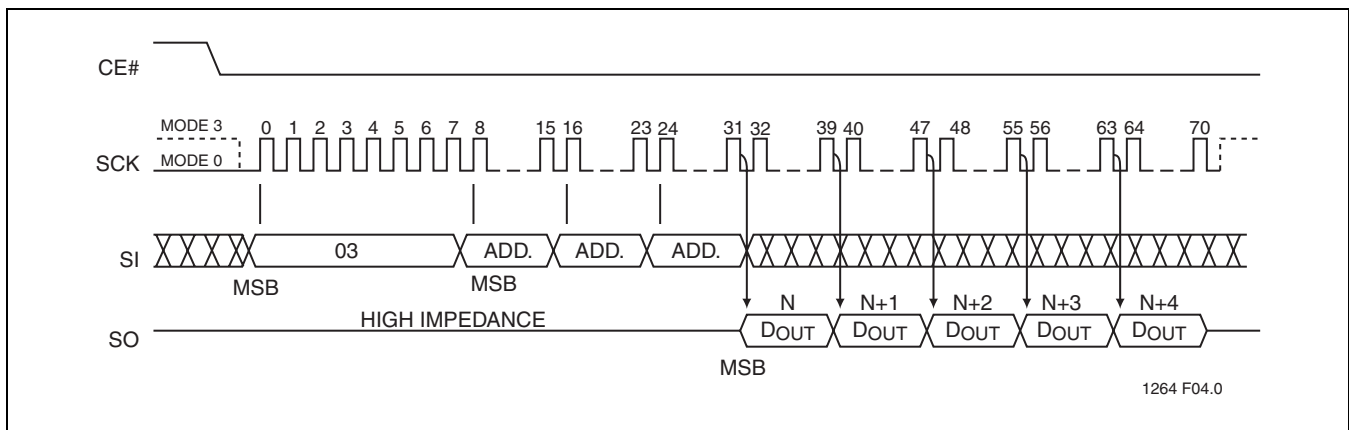 CE#
MODE 3 0 1 2 3 4 5 6 7 8 15 16 23 24 31 32 39 40 47 48 55 56 63 64 70
SCK MODE 0
SI 03 ADD. ADD. ADD.
MSB MSB
HIGH IMPEDANCE N N+1 N+2 N+3 N+4
SO DOUT DOUT DOUT DOUT DOUT
MSB
1264 F04.0